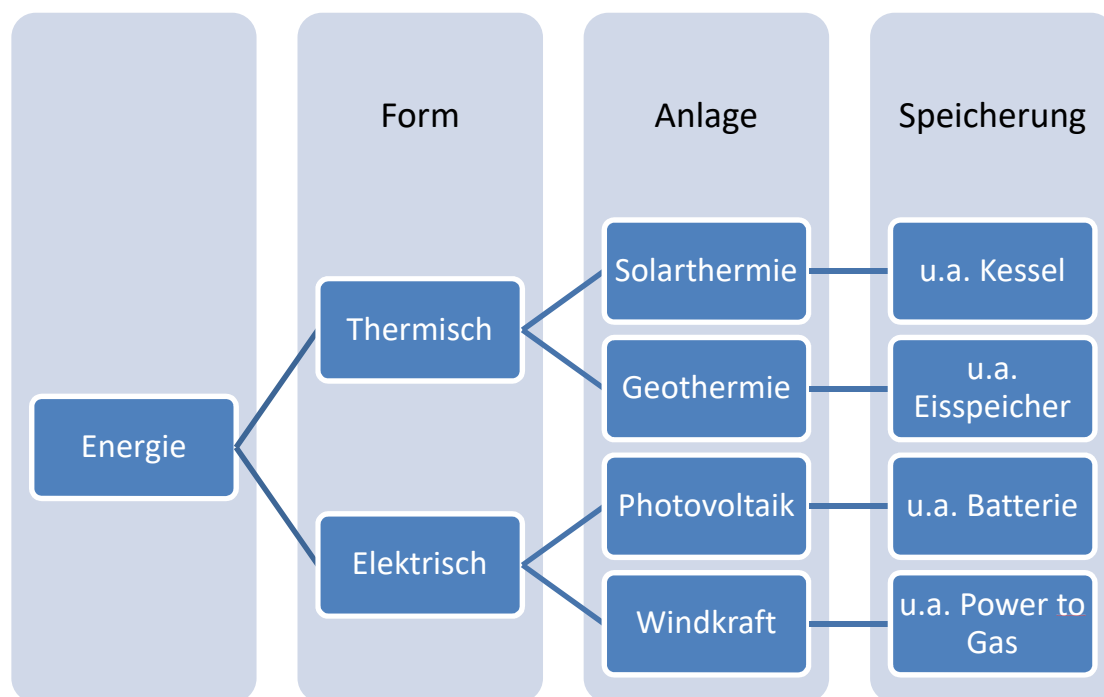 Form
Anlage
Speicherung
Energie
Thermisch
Elektrisch
Solarthermie
Geothermie
Photovoltaik
Windkraft
u.a. Kessel
u.a.
Eisspeicher
u.a. Batterie
u.a. Power to
Gas